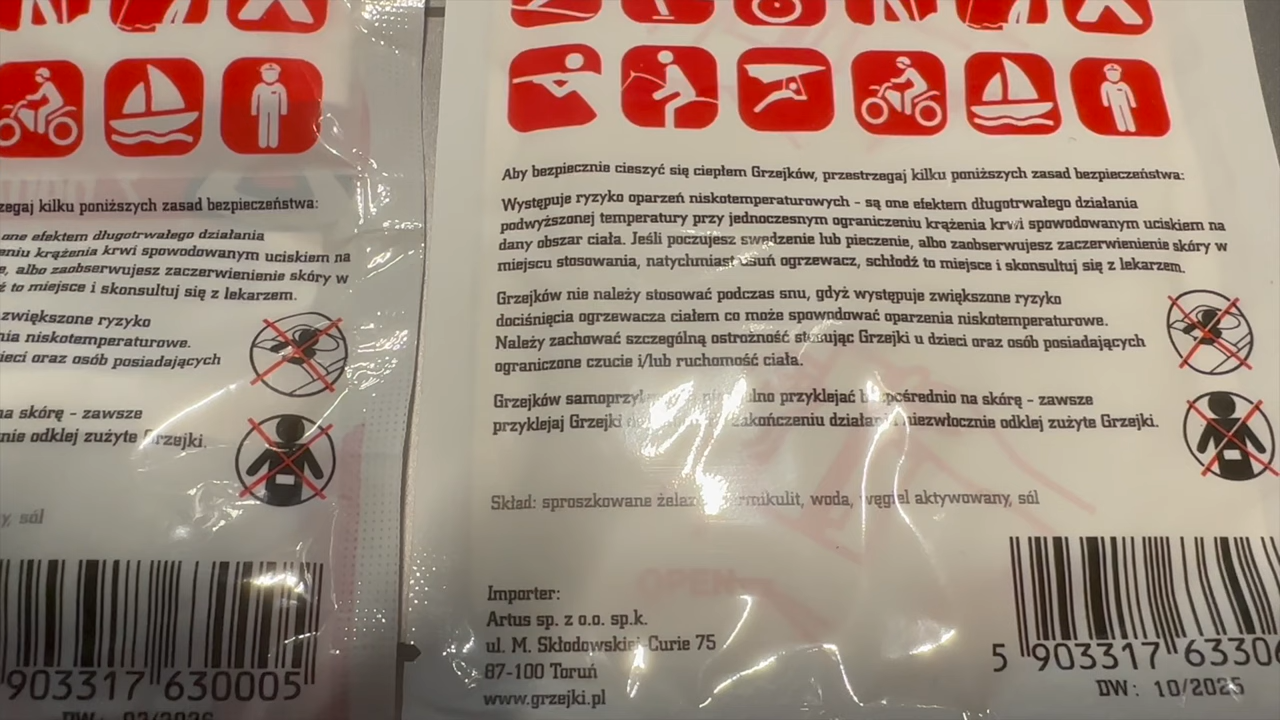 zegaj kilku poniższych zasad bezpieczeństwa:
one efektem długotrwałego działania
eniu krążenia krwi spowodowanym uciskiem na
e, albo zaobserwujesz zaczerwienienie skóry w
ź to miejsce i skonsultuj się z lekarzem.
zwiększone ryzyko
nia niskotemperaturowe.
ieci oraz osób posiadających
na skórę - zawsze
nie odklej zużyte Grzejki.
y, sól
903317 630005
DW: 03/2026
Aby bezpiecznie cieszyć się ciepłem Grzejków, przestrzegaj kilku poniższych zasad bezpieczeństwa:
Występuje ryzyko oparzeń niskotemperaturowych - są one efektem długotrwałego działania
podwyższonej temperatury przy jednoczesnym ograniczeniu krążenia krwi spowodowanym uciskiem na
dany obszar ciała. Jeśli poczujesz swędzenie lub pieczenie, albo zaobserwujesz zaczerwienienie skóry w
miejscu stosowania, natychmiast usuń ogrzewacz, schłodź to miejsce i skonsultuj się z lekarzem.
Grzejków nie należy stosować podczas snu, gdyż występuje zwiększone ryzyko
dociśnięcia ogrzewacza ciałem co może spowodować oparzenia niskotemperaturowe.
Należy zachować szczególną ostrożność stosując Grzejki u dzieci oraz osób posiadających
ograniczone czucie i/lub ruchomość ciała.
Grzejków przyklejać bezpośrednio na skórę - zawsze
przyklejaj Grzejki zakończeniu działania niezwłocznie odklej zużyte Grzejki.
Skład: sproszkowane żelazo, wermikulit, woda, węgiel aktywowany, sól
Importer:
Artus sp. z o.o. sp.k.
ul. M. Skłodowskiej-Curie 75
87-100 Toruń
www.grzejki.pl
5 903317 6330
DW: 10/2025